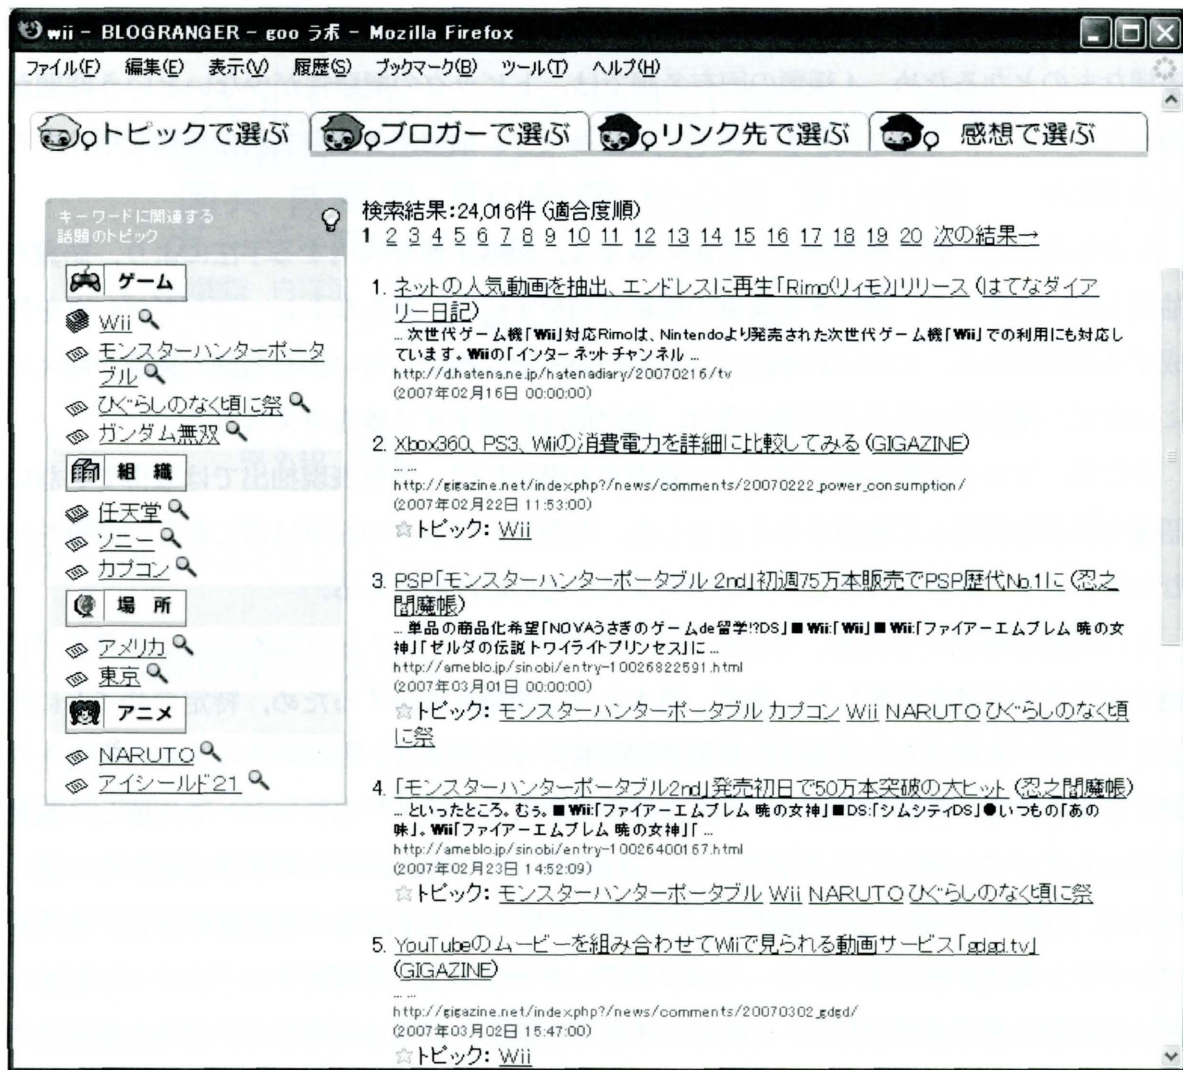 wii - BLOGRANGER - goo ラボ - Mozilla Firefox
ファイル(F) 編集(E) 表示(V) 履歴(S) ブックマーク(B) ツール(T) ヘルプ(H)
トピックで選ぶ ブロガーで選ぶ リンク先で選ぶ 感想で選ぶ
キーワードに関連する
話題のトピック
ゲーム
Wii
モンスターハンターポータ
ブル
ひぐらしのなく頃に祭
ガンダム無双
組織
任天堂
ソニー
カプコン
場所
アメリカ
東京
アニメ
NARUTO
アイシールド21
検索結果:24,016件 (適合度順)
1 2 3 4 5 6 7 8 9 10 11 12 13 14 15 16 17 18 19 20 次の結果→
1. ネットの人気動画を抽出、エンドレスに再生「Rimo(リィモ)」リリース (はてなダイア
リー日記)
... 次世代ゲーム機「Wii」対応Rimoは、Nintendoより発売された次世代ゲーム機「Wii」での利用にも対応し
ています。Wiiの「インターネットチャンネル ...
http://d.hatena.ne.jp/hatenadiary/20070216/tv
(2007年02月16日 00:00:00)
2. Xbox360、PS3、Wiiの消費電力を詳細に比較してみる (GIGAZINE)
... ...
http://gigazine.net/index.php?/news/comments/20070222_power_consumption/
(2007年02月22日 11:53:00)
☆トピック: Wii
3. PSP「モンスターハンターポータブル 2nd」初週75万本販売でPSP歴代No.1に (忍之
閻魔帳)
... 単品の商品化希望「NOVAうさぎのゲームde留学!?DS」■Wii:「Wii」■Wii:「ファイアーエムブレム 暁の女
神」「ゼルダの伝説 トワイライトプリンセス」に ...
http://ameblo.jp/sinobi/entry-10026822591.html
(2007年03月01日 00:00:00)
☆トピック: モンスターハンターポータブル カプコン Wii NARUTO ひぐらしのなく頃
に祭
4. 「モンスターハンターポータブル2nd」発売初日で50万本突破の大ヒット (忍之閻魔帳)
... といったところ。むぅ。■Wii:「ファイアーエムブレム 暁の女神」■DS:「シムシティDS」●いつもの「あの
味」。Wii「ファイアーエムブレム 暁の女神」「 ...
http://ameblo.jp/sinobi/entry-10026400167.html
(2007年02月23日 14:52:09)
☆トピック: モンスターハンターポータブル Wii NARUTO ひぐらしのなく頃に祭
5. YouTubeのムービーを組み合わせてWiiで見られる動画サービス「gdgd.tv」
(GIGAZINE)
... ...
http://gigazine.net/index.php?/news/comments/20070302_gdgd/
(2007年03月02日 15:47:00)
☆トピック: Wii